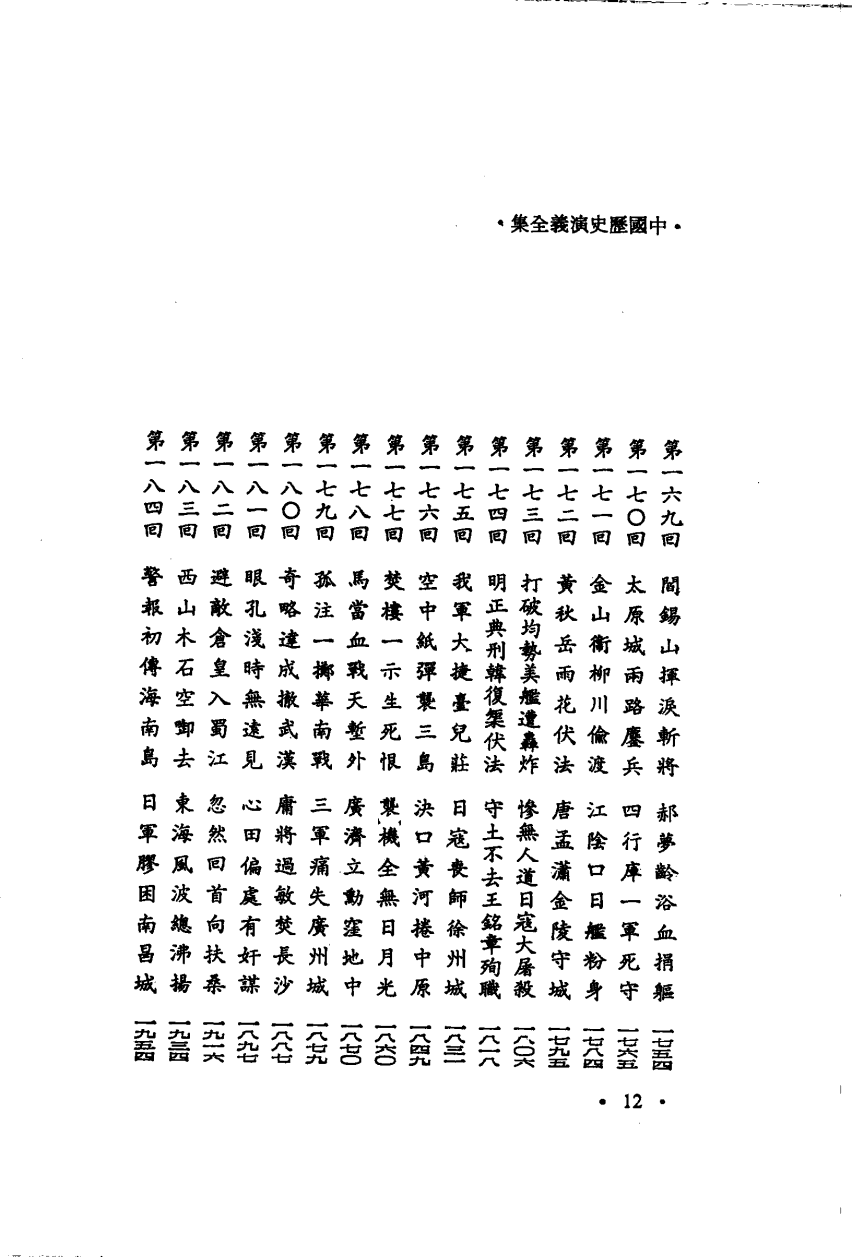 •中國歷史演義全集•
第一六九回 閻錫山揮淚斬將 郝夢齡浴血捐軀 一七五四
第一七〇回 太原城兩路鏖兵 四行庫一軍死守 一七六五
第一七一回 金山衞柳川偷渡 江陰口日艦粉身 一七八四
第一七二回 黃秋岳雨花伏法 唐孟瀟金陵守城 一七九五
第一七三回 打破均勢美艦遭轟炸 慘無人道日寇大屠殺 一八〇六
第一七四回 明正典刑韓復榘伏法 守土不去王銘章殉職 一八一八
第一七五回 我軍大捷臺兒莊 日寇喪師徐州城 一八三二
第一七六回 空中紙彈襲三島 決口黃河捲中原 一八四九
第一七七回 焚樓一示生死恨 襲機全無日月光 一八六〇
第一七八回 馬當血戰天塹外 廣濟立勳窪地中 一八七〇
第一七九回 孤注一擲華南戰 三軍痛失廣州城 一八七九
第一八〇回 奇略達成撤武漢 庸將過敏焚長沙 一八八七
第一八一回 眼孔淺時無遠見 心田偏處有奸謀 一八九七
第一八二回 避敵倉皇入蜀江 忽然回首向扶桑 一九一六
第一八三回 西山木石空啣去 東海風波總沸揚 一九三四
第一八四回 警報初傳海南島 日軍膠困南昌城 一九五四
• 12 •